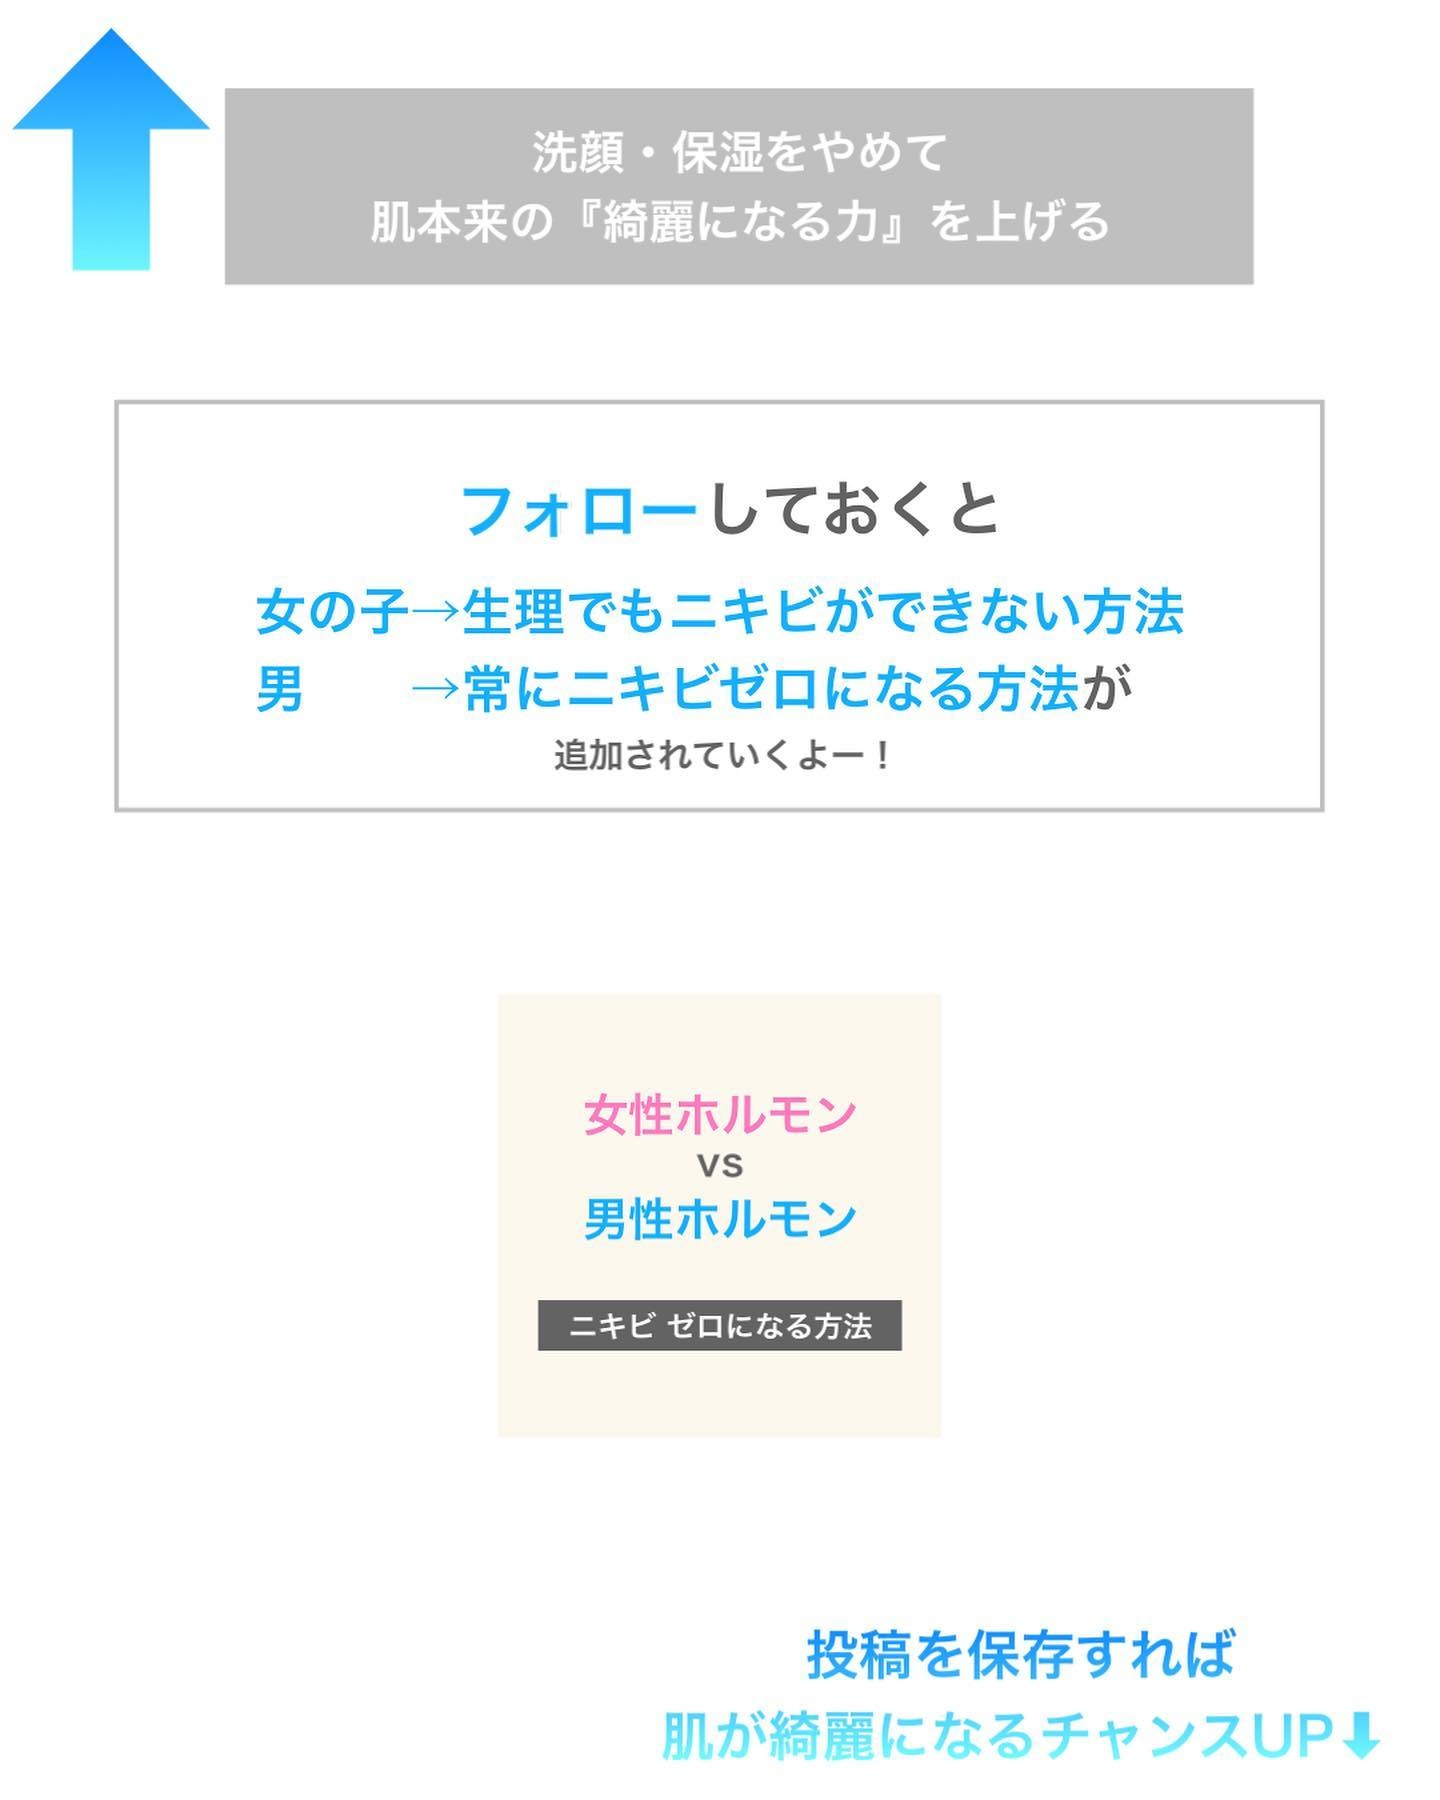 洗顔・保湿をやめて
肌本来の『綺麗になる力』を上げる
フォローしておくと
女の子→生理でもニキビができない方法
男　　→常にニキビゼロになる方法が
追加されていくよー！
女性ホルモン
vs
男性ホルモン
ニキビ ゼロになる方法
投稿を保存すれば
肌が綺麗になるチャンスUP⬇